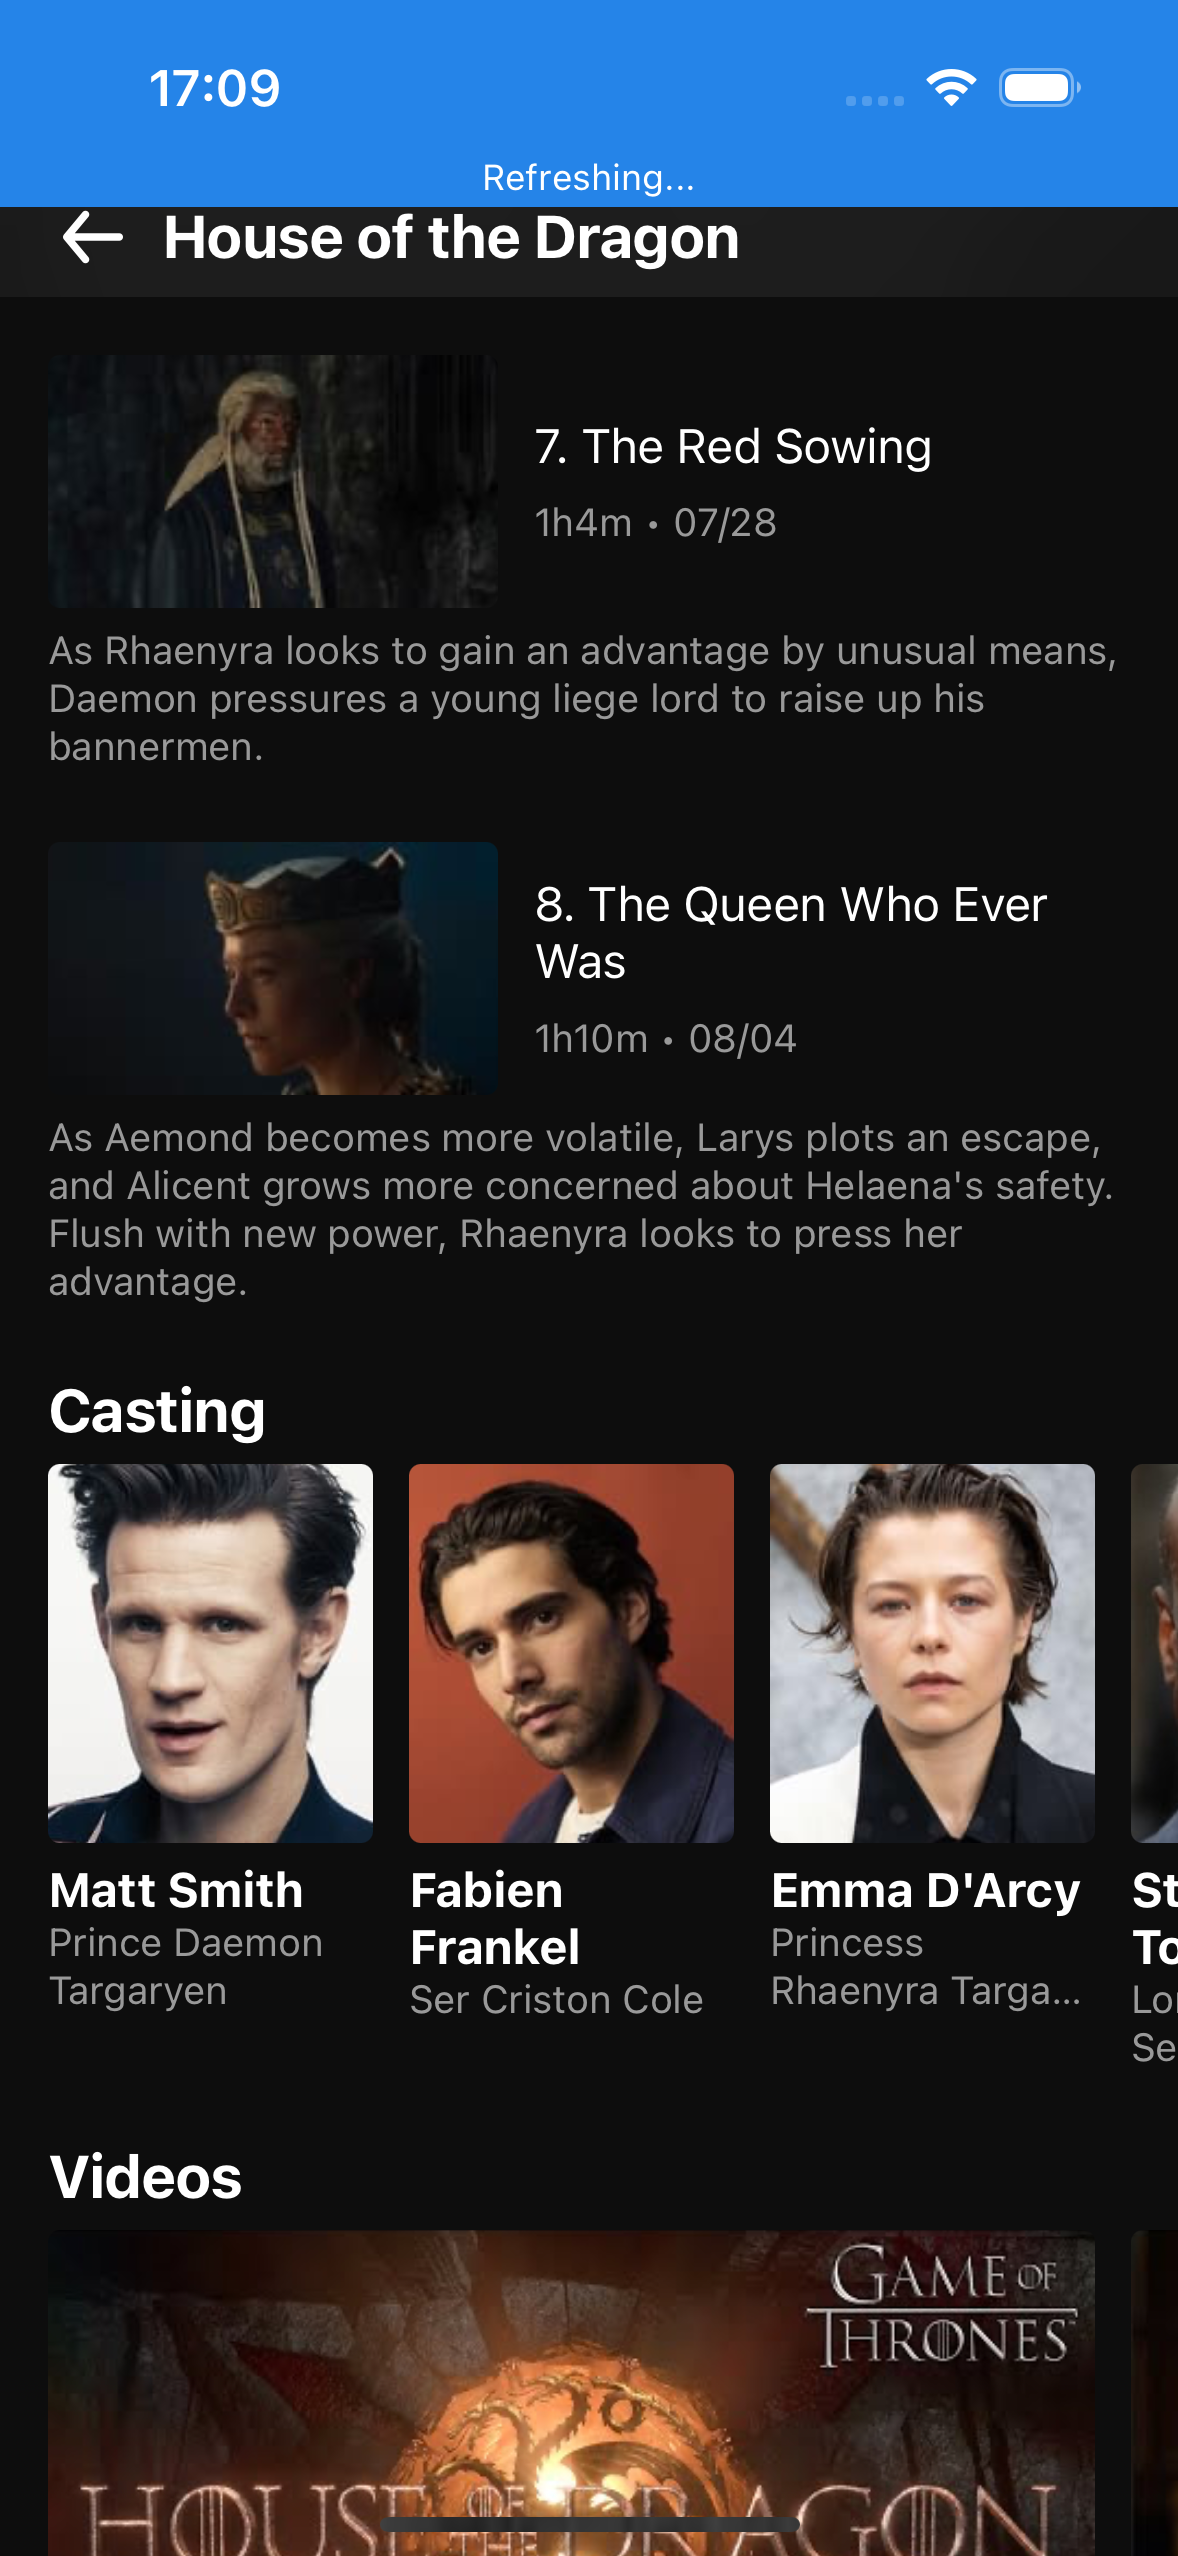 17:09
Refreshing...
House of the Dragon
7. The Red Sowing
1h4m • 07/28
As Rhaenyra looks to gain an advantage by unusual means,
Daemon pressures a young liege lord to raise up his
bannermen.
8. The Queen Who Ever
Was
1h10m • 08/04
As Aemond becomes more volatile, Larys plots an escape,
and Alicent grows more concerned about Helaena's safety.
Flush with new power, Rhaenyra looks to press her
advantage.
Casting
Matt Smith
Prince Daemon
Targaryen
Fabien
Frankel
Ser Criston Cole
Emma D'Arcy
Princess
Rhaenyra Targa...
Videos
GAME OF
THRONES
HOUSE OF THE DRAGON